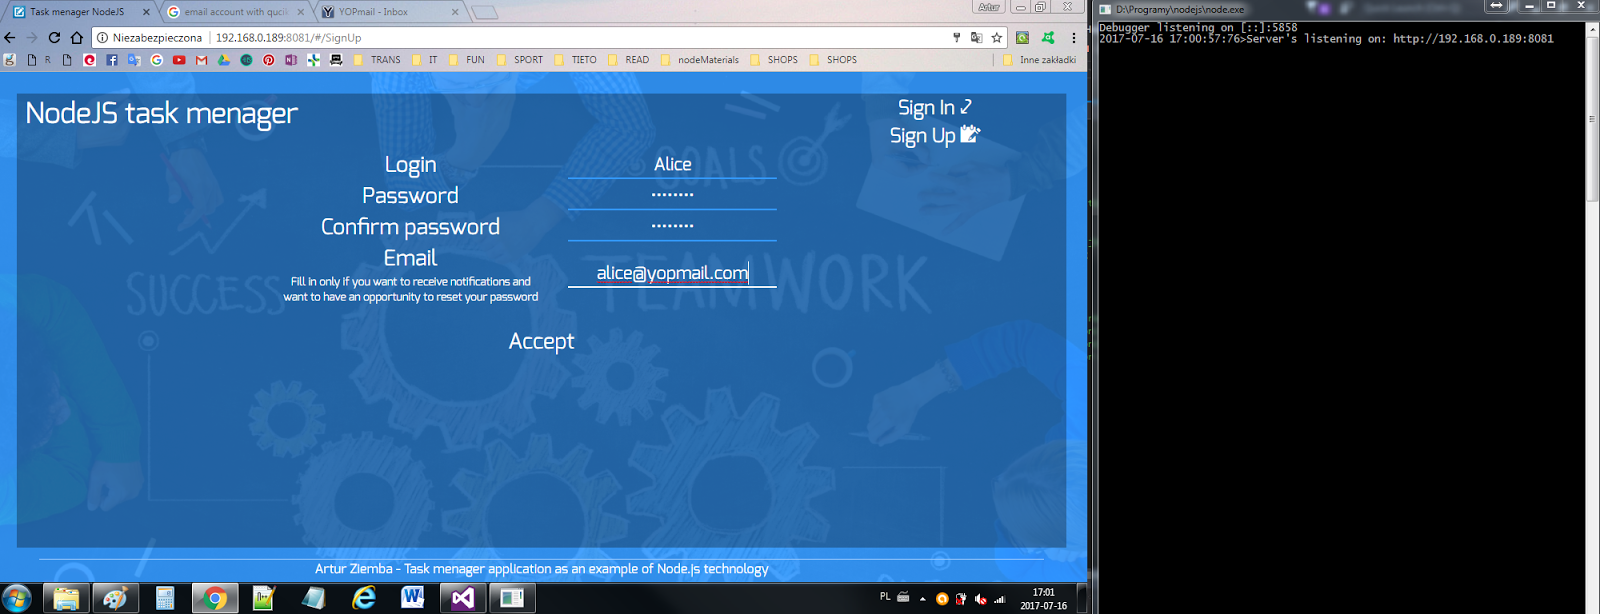 Task menager NodeJS
email account with qucik
YOPmail - Inbox
Artur
Niezabezpieczona 192.168.0.189:8081/#/SignUp
R TRANS IT FUN SPORT TIETO READ nodeMaterials SHOPS SHOPS Inne zakładki
NodeJS task menager
Sign In
Sign Up
Login Alice
Password ••••••••
Confirm password ••••••••
Email
alice@yopmail.com
Fill in only if you want to receive notifications and
want to have an opportunity to reset your password
Accept
GOALS
SUCCESS
TEAMWORK
Artur Ziemba - Task menager application as an example of Node.js technology
PL
17:01
2017-07-16
D:\Programy\nodejs\node.exe
Debugger listening on [::]:5858
2017-07-16 17:00:57:76>Server's listening on: http://192.168.0.189:8081